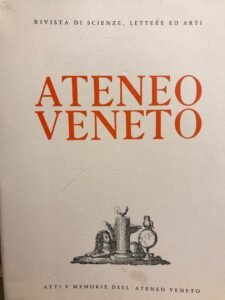 RIVISTA DI SCIENZE, LETTERE ED ARTI
ATENEO
VENETO
ATTI E MEMORIE DELL'ATENEO VENETO